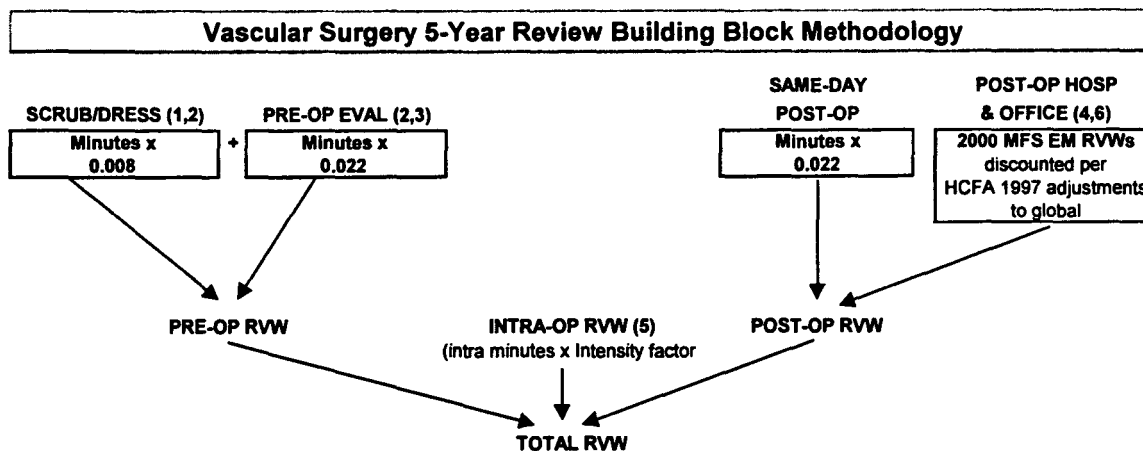 Vascular Surgery 5-Year Review Building Block Methodology
SCRUB/DRESS (1,2)
Minutes x
0.008
+
PRE-OP EVAL (2,3)
Minutes x
0.022
SAME-DAY
POST-OP
Minutes x
0.022
POST-OP HOSP
& OFFICE (4,6)
2000 MFS EM RVWs
discounted per
HCFA 1997 adjustments
to global
PRE-OP RVW
INTRA-OP RVW (5)
(intra minutes x Intensity factor
POST-OP RVW
TOTAL RVW